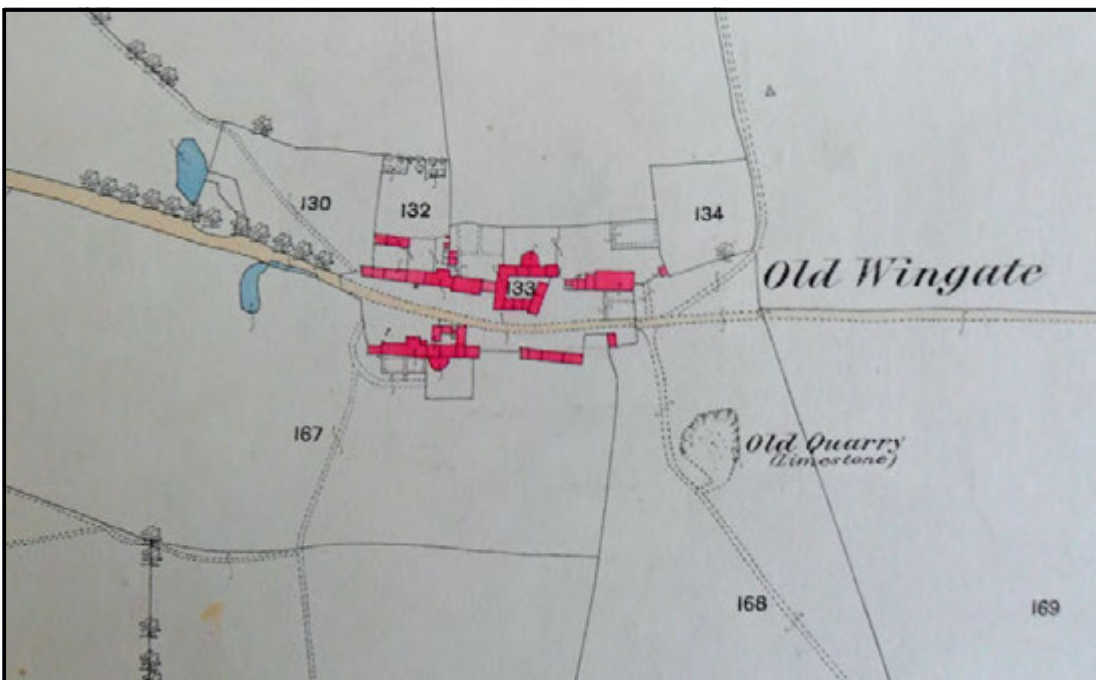 130
132
134
133
Old Wingate
167
Old Quarry
(Limestone)
168
169